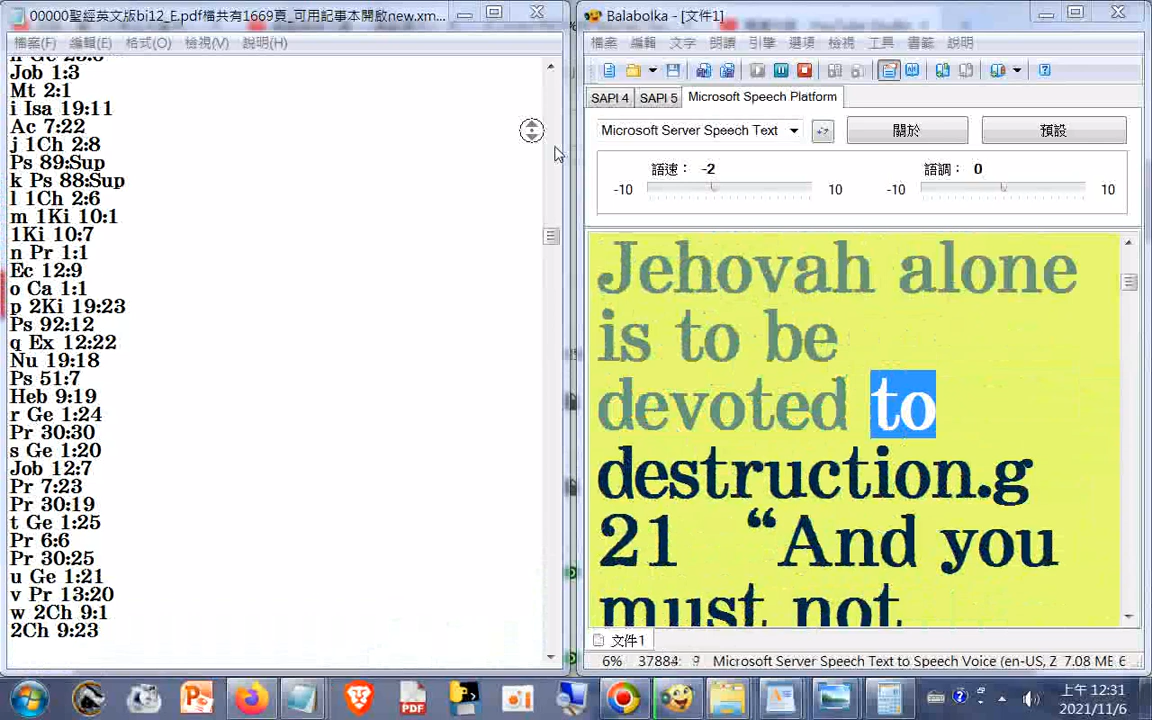 00000聖經英文版bi12_E.pdf檔共有1669頁_可用記事本開啟new.xm...
檔案(F) 編輯(E) 格式(O) 檢視(V) 說明(H)
Job 1:3
Mt 2:1
i Isa 19:11
Ac 7:22
j 1Ch 2:8
Ps 89:Sup
k Ps 88:Sup
l 1Ch 2:6
m 1Ki 10:1
1Ki 10:7
n Pr 1:1
Ec 12:9
o Ca 1:1
p 2Ki 19:23
Ps 92:12
q Ex 12:22
Nu 19:18
Ps 51:7
Heb 9:19
r Ge 1:24
Pr 30:30
s Ge 1:20
Job 12:7
Pr 7:23
Pr 30:19
t Ge 1:25
Pr 6:6
Pr 30:25
u Ge 1:21
v Pr 13:20
w 2Ch 9:1
2Ch 9:23
Balabolka - [文件1]
檔案 編輯 文字 朗讀 引擎 選項 檢視 工具 書籤 說明
SAPI 4 SAPI 5 Microsoft Speech Platform
Microsoft Server Speech Text 關於 預設
語速： -2 語調： 0
-10 10 -10 10
Jehovah alone
is to be
devoted to
destruction.g
21 “And you
must not
文件1
6% 37884: Microsoft Server Speech Text to Speech Voice (en-US, Z 7.08 MB 6
PDF
上午 12:31
2021/11/6